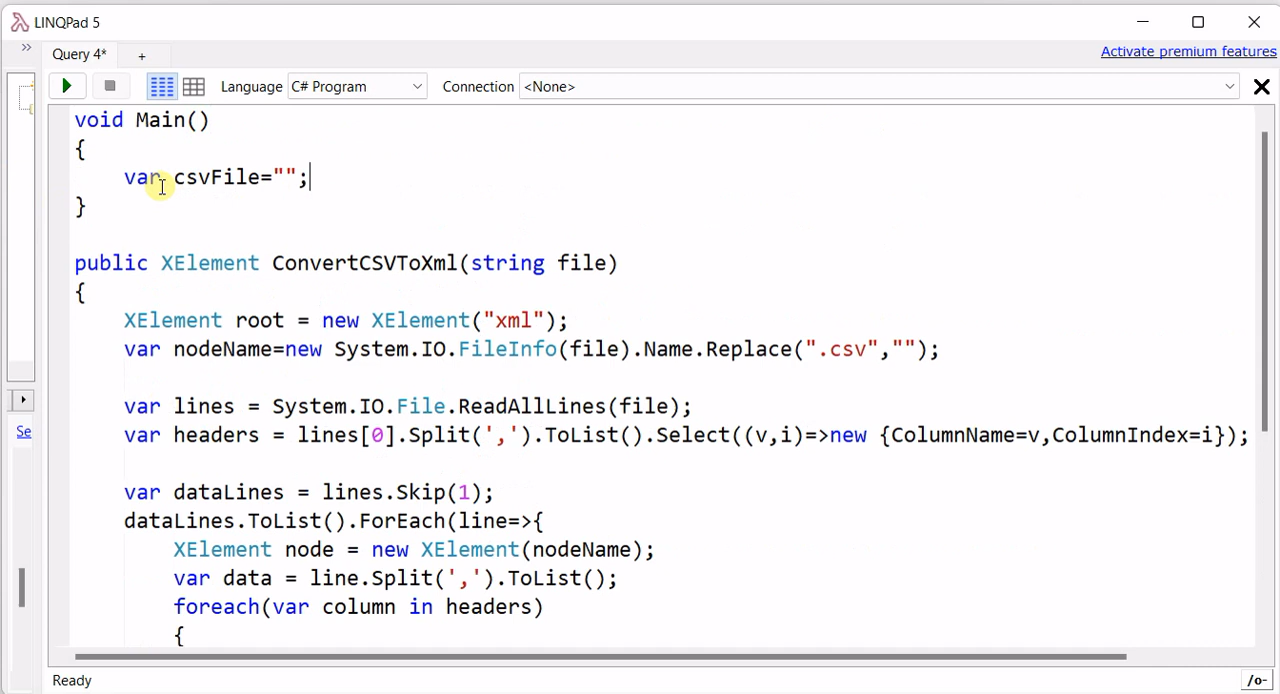 LINQPad 5
Query 4*
+
Activate premium features
Language C# Program Connection <None>
void Main()
{
var csvFile="";
}
public XElement ConvertCSVToXml(string file)
{
XElement root = new XElement("xml");
var nodeName=new System.IO.FileInfo(file).Name.Replace(".csv","");
var lines = System.IO.File.ReadAllLines(file);
var headers = lines[0].Split(',').ToList().Select((v,i)=>new {ColumnName=v,ColumnIndex=i});
var dataLines = lines.Skip(1);
dataLines.ToList().ForEach(line=>{
XElement node = new XElement(nodeName);
var data = line.Split(',').ToList();
foreach(var column in headers)
{
Se
Ready
/o-